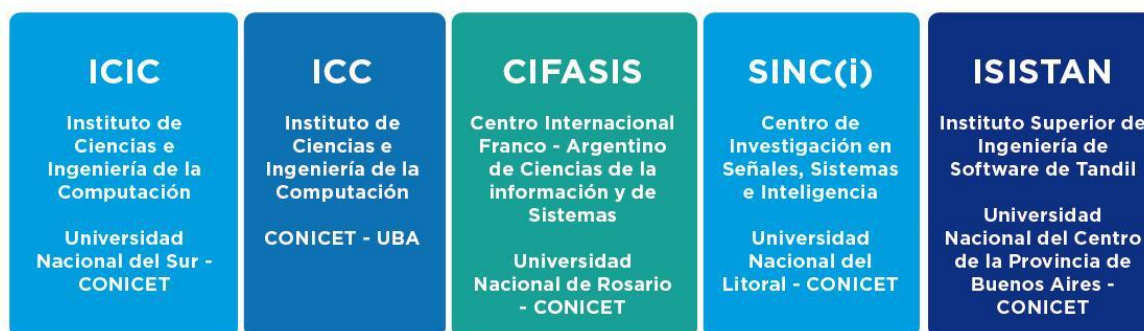 ICIC
Instituto de
Ciencias e
Ingeniería de la
Computación
Universidad
Nacional del Sur -
CONICET
ICC
Instituto de
Ciencias e
Ingeniería de la
Computación
CONICET - UBA
CIFASIS
Centro Internacional
Franco - Argentino
de Ciencias de la
información y de
Sistemas
Universidad
Nacional de Rosario
- CONICET
SINC(i)
Centro de
Investigación en
Señales, Sistemas
e Inteligencia
Universidad
Nacional del
Litoral - CONICET
ISISTAN
Instituto Superior de
Ingeniería de
Software de Tandil
Universidad
Nacional del Centro
de la Provincia de
Buenos Aires -
CONICET